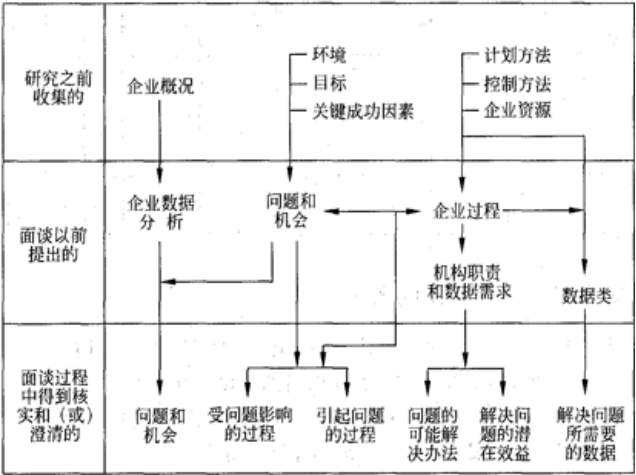 研究之前
收集的
企业概况
环境
目标
关键成功因素
计划方法
控制方法
企业资源
面谈以前
提出的
企业数据
分 析
问题和
机会
企业过程
机构职责
和数据需求
数据类
面谈过程
中得到核
实和（或）
澄清的
问题和
机会
受问题影响
的过程
引起问题
的过程
问题的
可能解
决办法
解决问
题的潜
在效益
解决问题
所需要
的数据